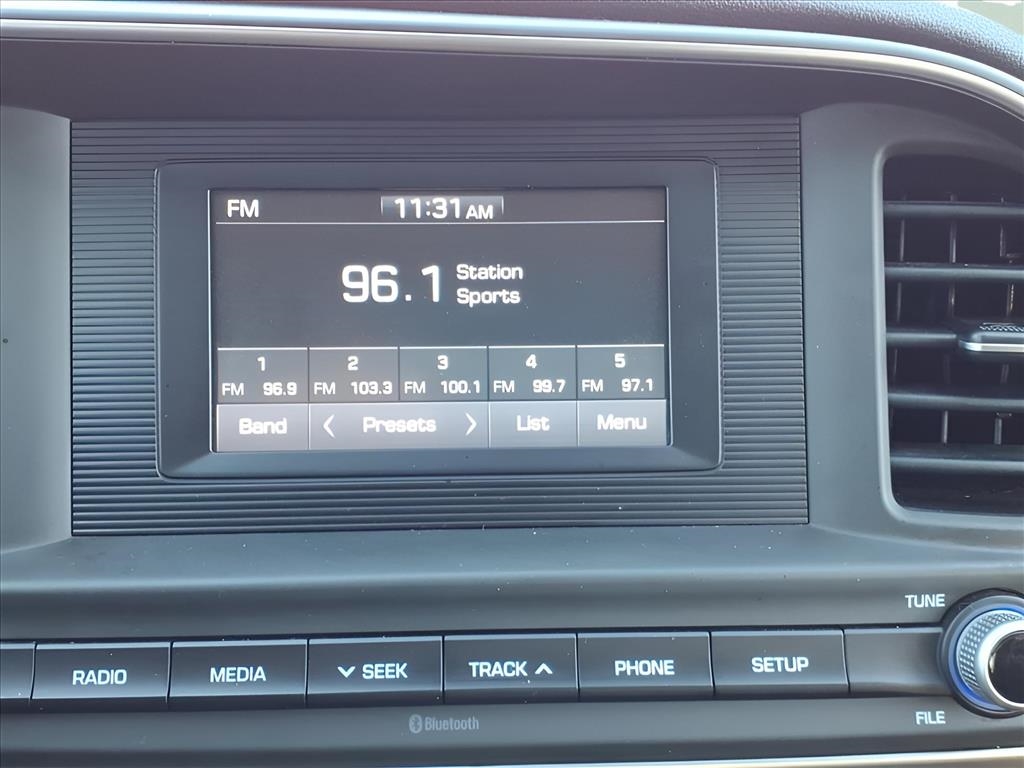 FM 11:31 AM
96.1 Station
Sports
1 2 3 4 5
FM 96.9 FM 103.3 FM 100.1 FM 99.7 FM 97.1
Band < Presets > List Menu
TUNE
RADIO MEDIA SEEK TRACK PHONE SETUP
FILE
Bluetooth